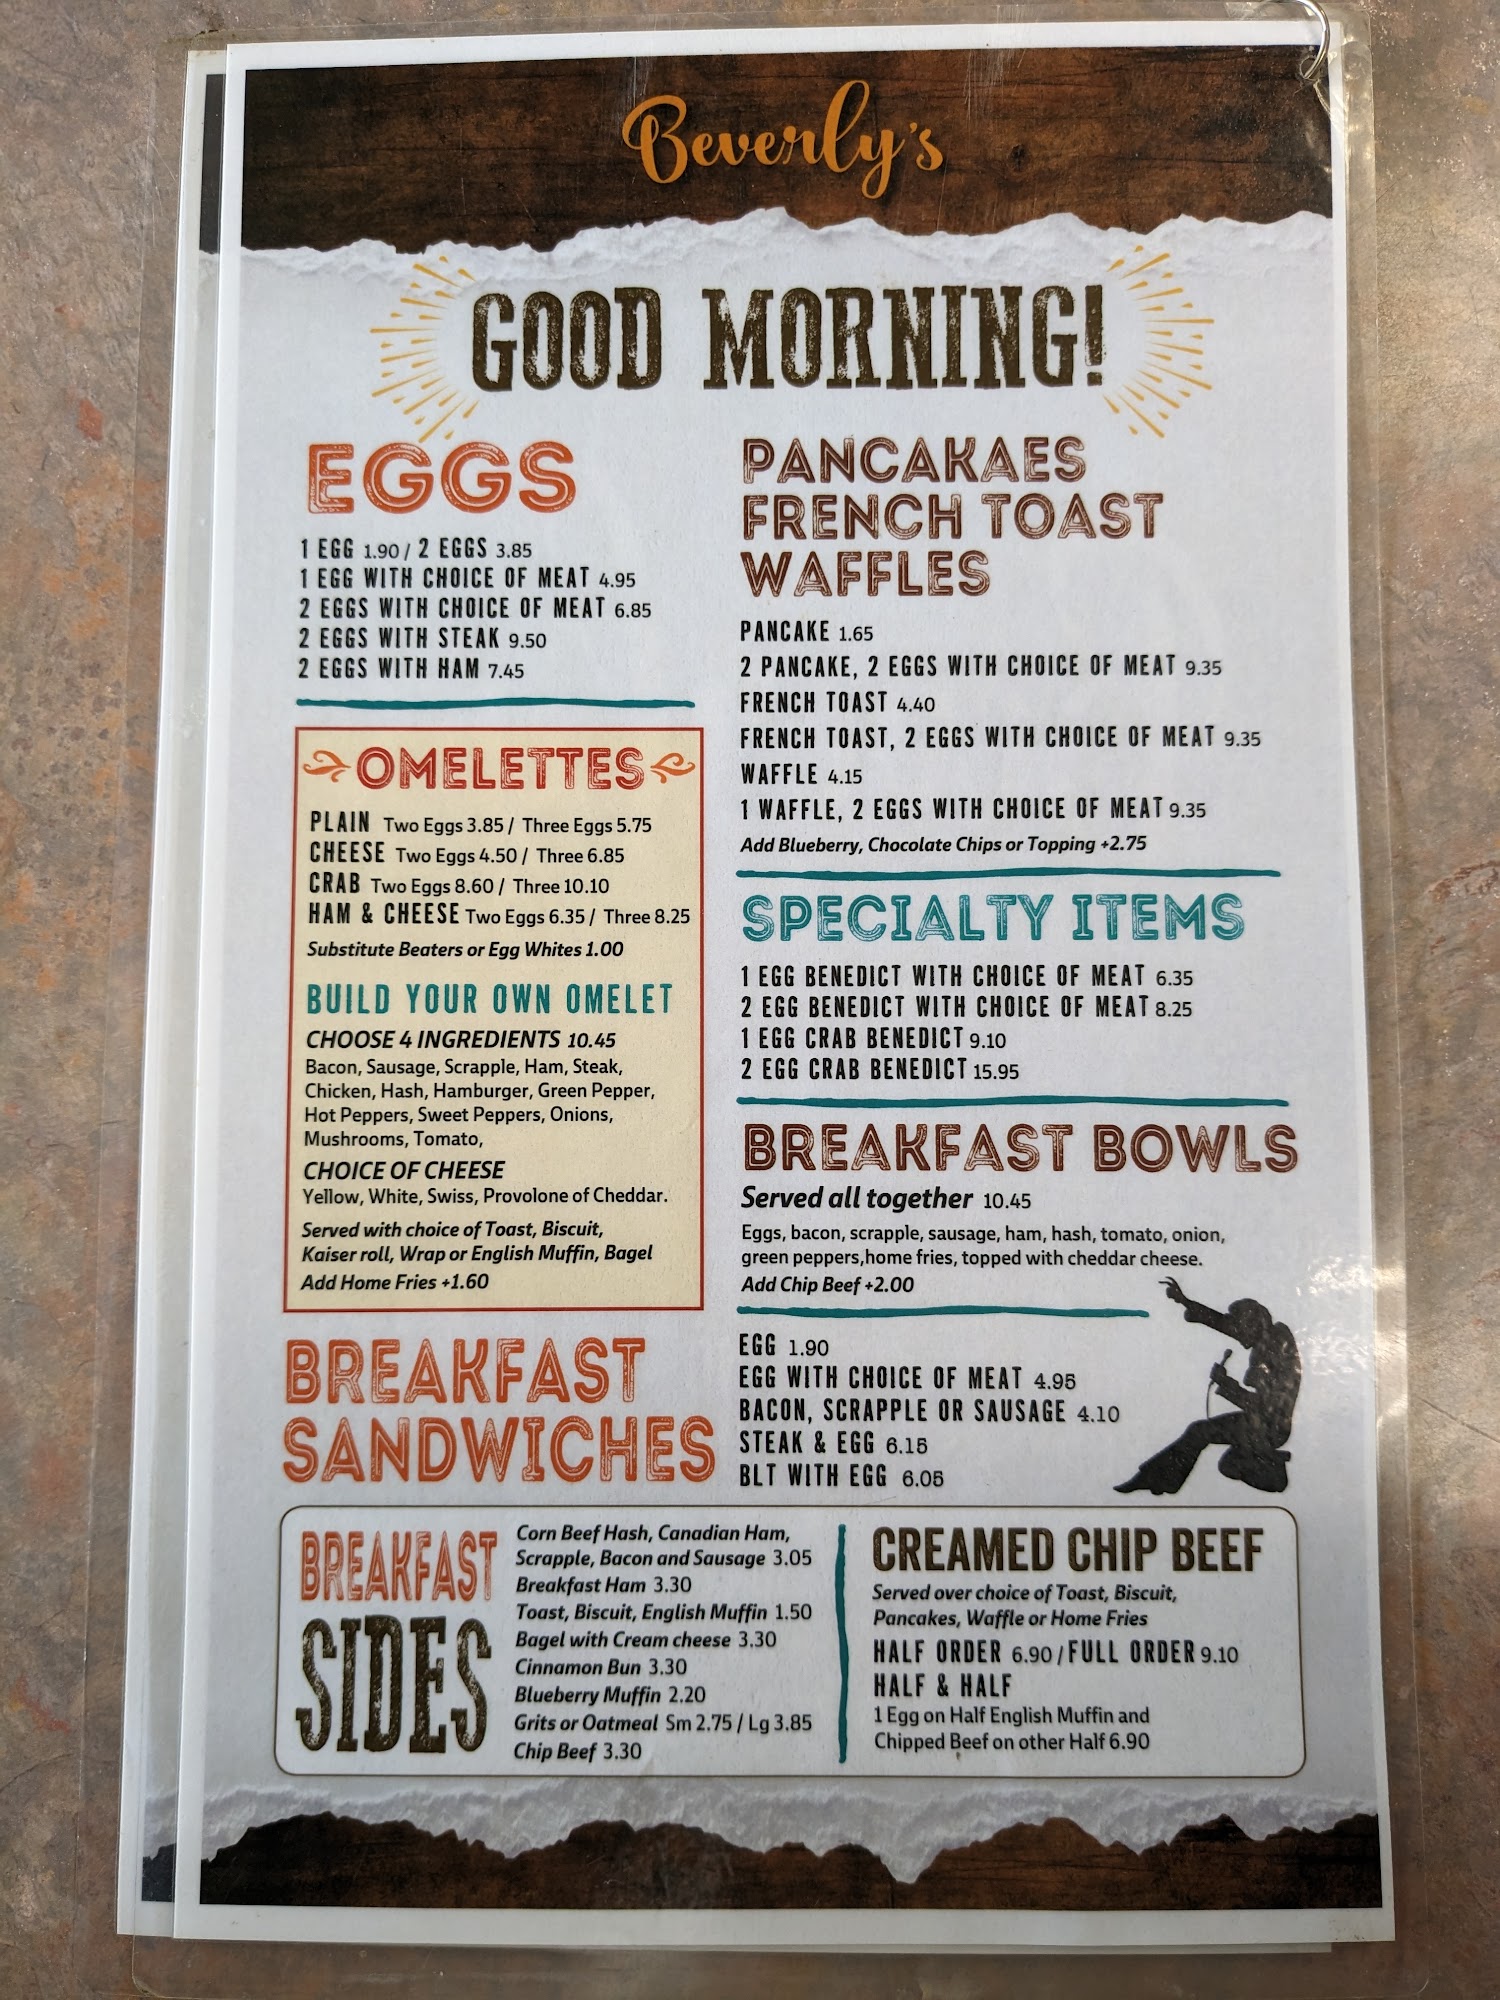 Beverly's
GOOD MORNING!
EGGS
1 EGG 1.90 / 2 EGGS 3.85
1 EGG WITH CHOICE OF MEAT 4.95
2 EGGS WITH CHOICE OF MEAT 6.85
2 EGGS WITH STEAK 9.50
2 EGGS WITH HAM 7.45
OMELETTES
PLAIN Two Eggs 3.85 / Three Eggs 5.75
CHEESE Two Eggs 4.50 / Three 6.85
CRAB Two Eggs 8.60 / Three 10.10
HAM & CHEESE Two Eggs 6.35 / Three 8.25
Substitute Beaters or Egg Whites 1.00
BUILD YOUR OWN OMELET
CHOOSE 4 INGREDIENTS 10.45
Bacon, Sausage, Scrapple, Ham, Steak,
Chicken, Hash, Hamburger, Green Pepper,
Hot Peppers, Sweet Peppers, Onions,
Mushrooms, Tomato,
CHOICE OF CHEESE
Yellow, White, Swiss, Provolone of Cheddar.
Served with choice of Toast, Biscuit,
Kaiser roll, Wrap or English Muffin, Bagel
Add Home Fries +1.60
PANCAKAES
FRENCH TOAST
WAFFLES
PANCAKE 1.65
2 PANCAKE, 2 EGGS WITH CHOICE OF MEAT 9.35
FRENCH TOAST 4.40
FRENCH TOAST, 2 EGGS WITH CHOICE OF MEAT 9.35
WAFFLE 4.15
1 WAFFLE, 2 EGGS WITH CHOICE OF MEAT 9.35
Add Blueberry, Chocolate Chips or Topping +2.75
SPECIALTY ITEMS
1 EGG BENEDICT WITH CHOICE OF MEAT 6.35
2 EGG BENEDICT WITH CHOICE OF MEAT 8.25
1 EGG CRAB BENEDICT 9.10
2 EGG CRAB BENEDICT 15.95
BREAKFAST BOWLS
Served all together 10.45
Eggs, bacon, scrapple, sausage, ham, hash, tomato, onion,
green peppers,home fries, topped with cheddar cheese.
Add Chip Beef +2.00
BREAKFAST
SANDWICHES
EGG 1.90
EGG WITH CHOICE OF MEAT 4.95
BACON, SCRAPPLE OR SAUSAGE 4.10
STEAK & EGG 6.15
BLT WITH EGG 6.05
BREAKFAST
SIDES
Corn Beef Hash, Canadian Ham,
Scrapple, Bacon and Sausage 3.05
Breakfast Ham 3.30
Toast, Biscuit, English Muffin 1.50
Bagel with Cream cheese 3.30
Cinnamon Bun 3.30
Blueberry Muffin 2.20
Grits or Oatmeal Sm 2.75 / Lg 3.85
Chip Beef 3.30
CREAMED CHIP BEEF
Served over choice of Toast, Biscuit,
Pancakes, Waffle or Home Fries
HALF ORDER 6.90 / FULL ORDER 9.10
HALF & HALF
1 Egg on Half English Muffin and
Chipped Beef on other Half 6.90